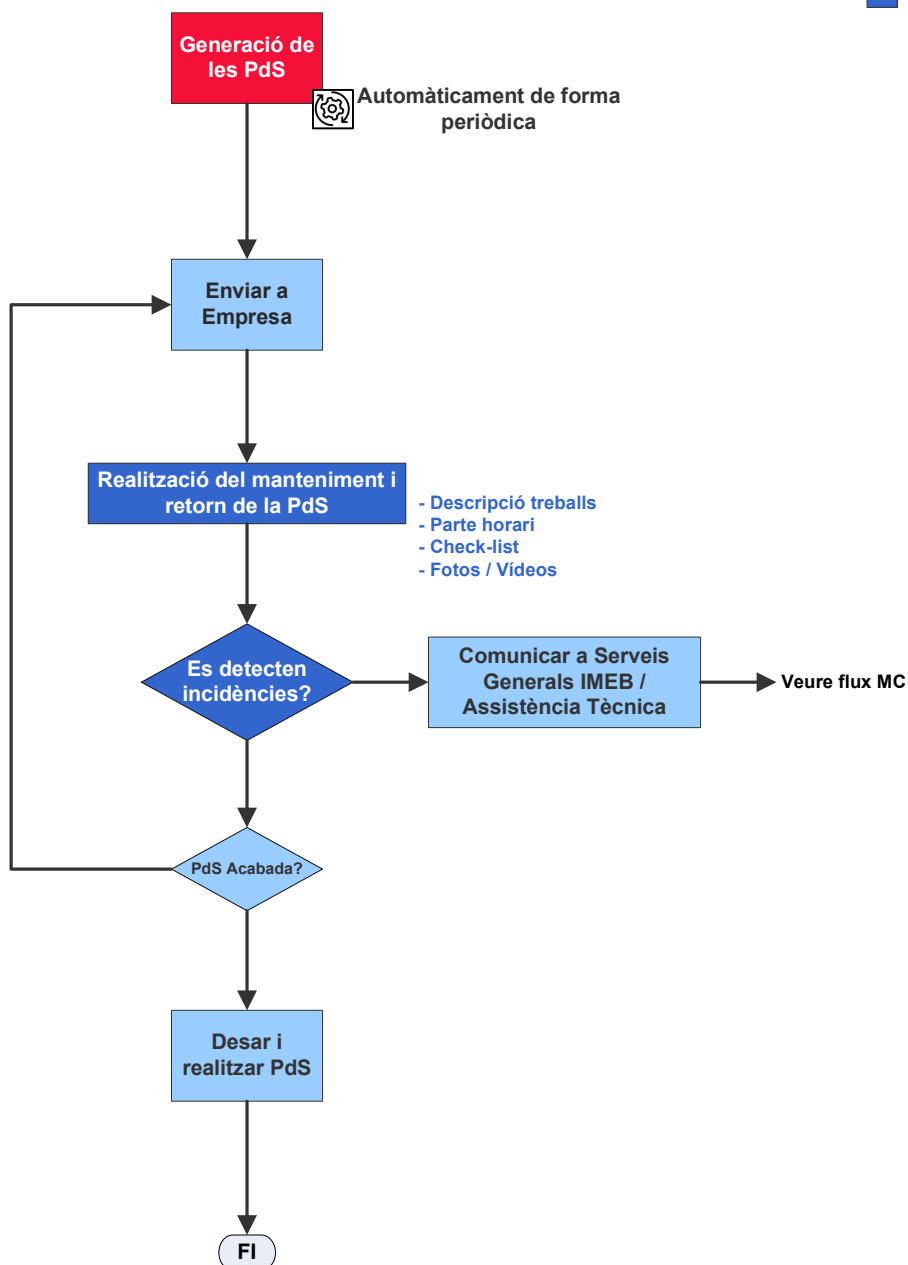 Generació de
les PdS
Automàticament de forma
periòdica
Enviar a
Empresa
Realització del manteniment i
retorn de la PdS
- Descripció treballs
- Parte horari
- Check-list
- Fotos / Vídeos
Es detecten
incidències?
Comunicar a Serveis
Generals IMEB /
Assistència Tècnica
Veure flux MC
PdS Acabada?
Desar i
realitzar PdS
FI